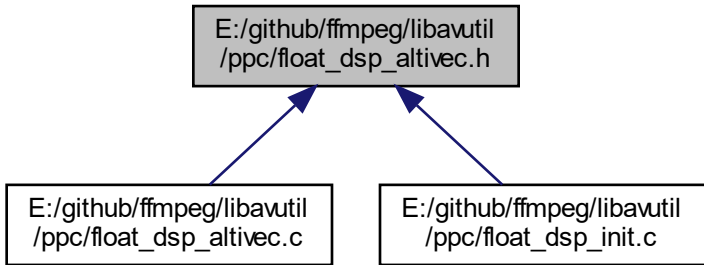 E:/github/ffmpeg/libavutil
/ppc/float_dsp_altivec.h
E:/github/ffmpeg/libavutil
/ppc/float_dsp_altivec.c
E:/github/ffmpeg/libavutil
/ppc/float_dsp_init.c